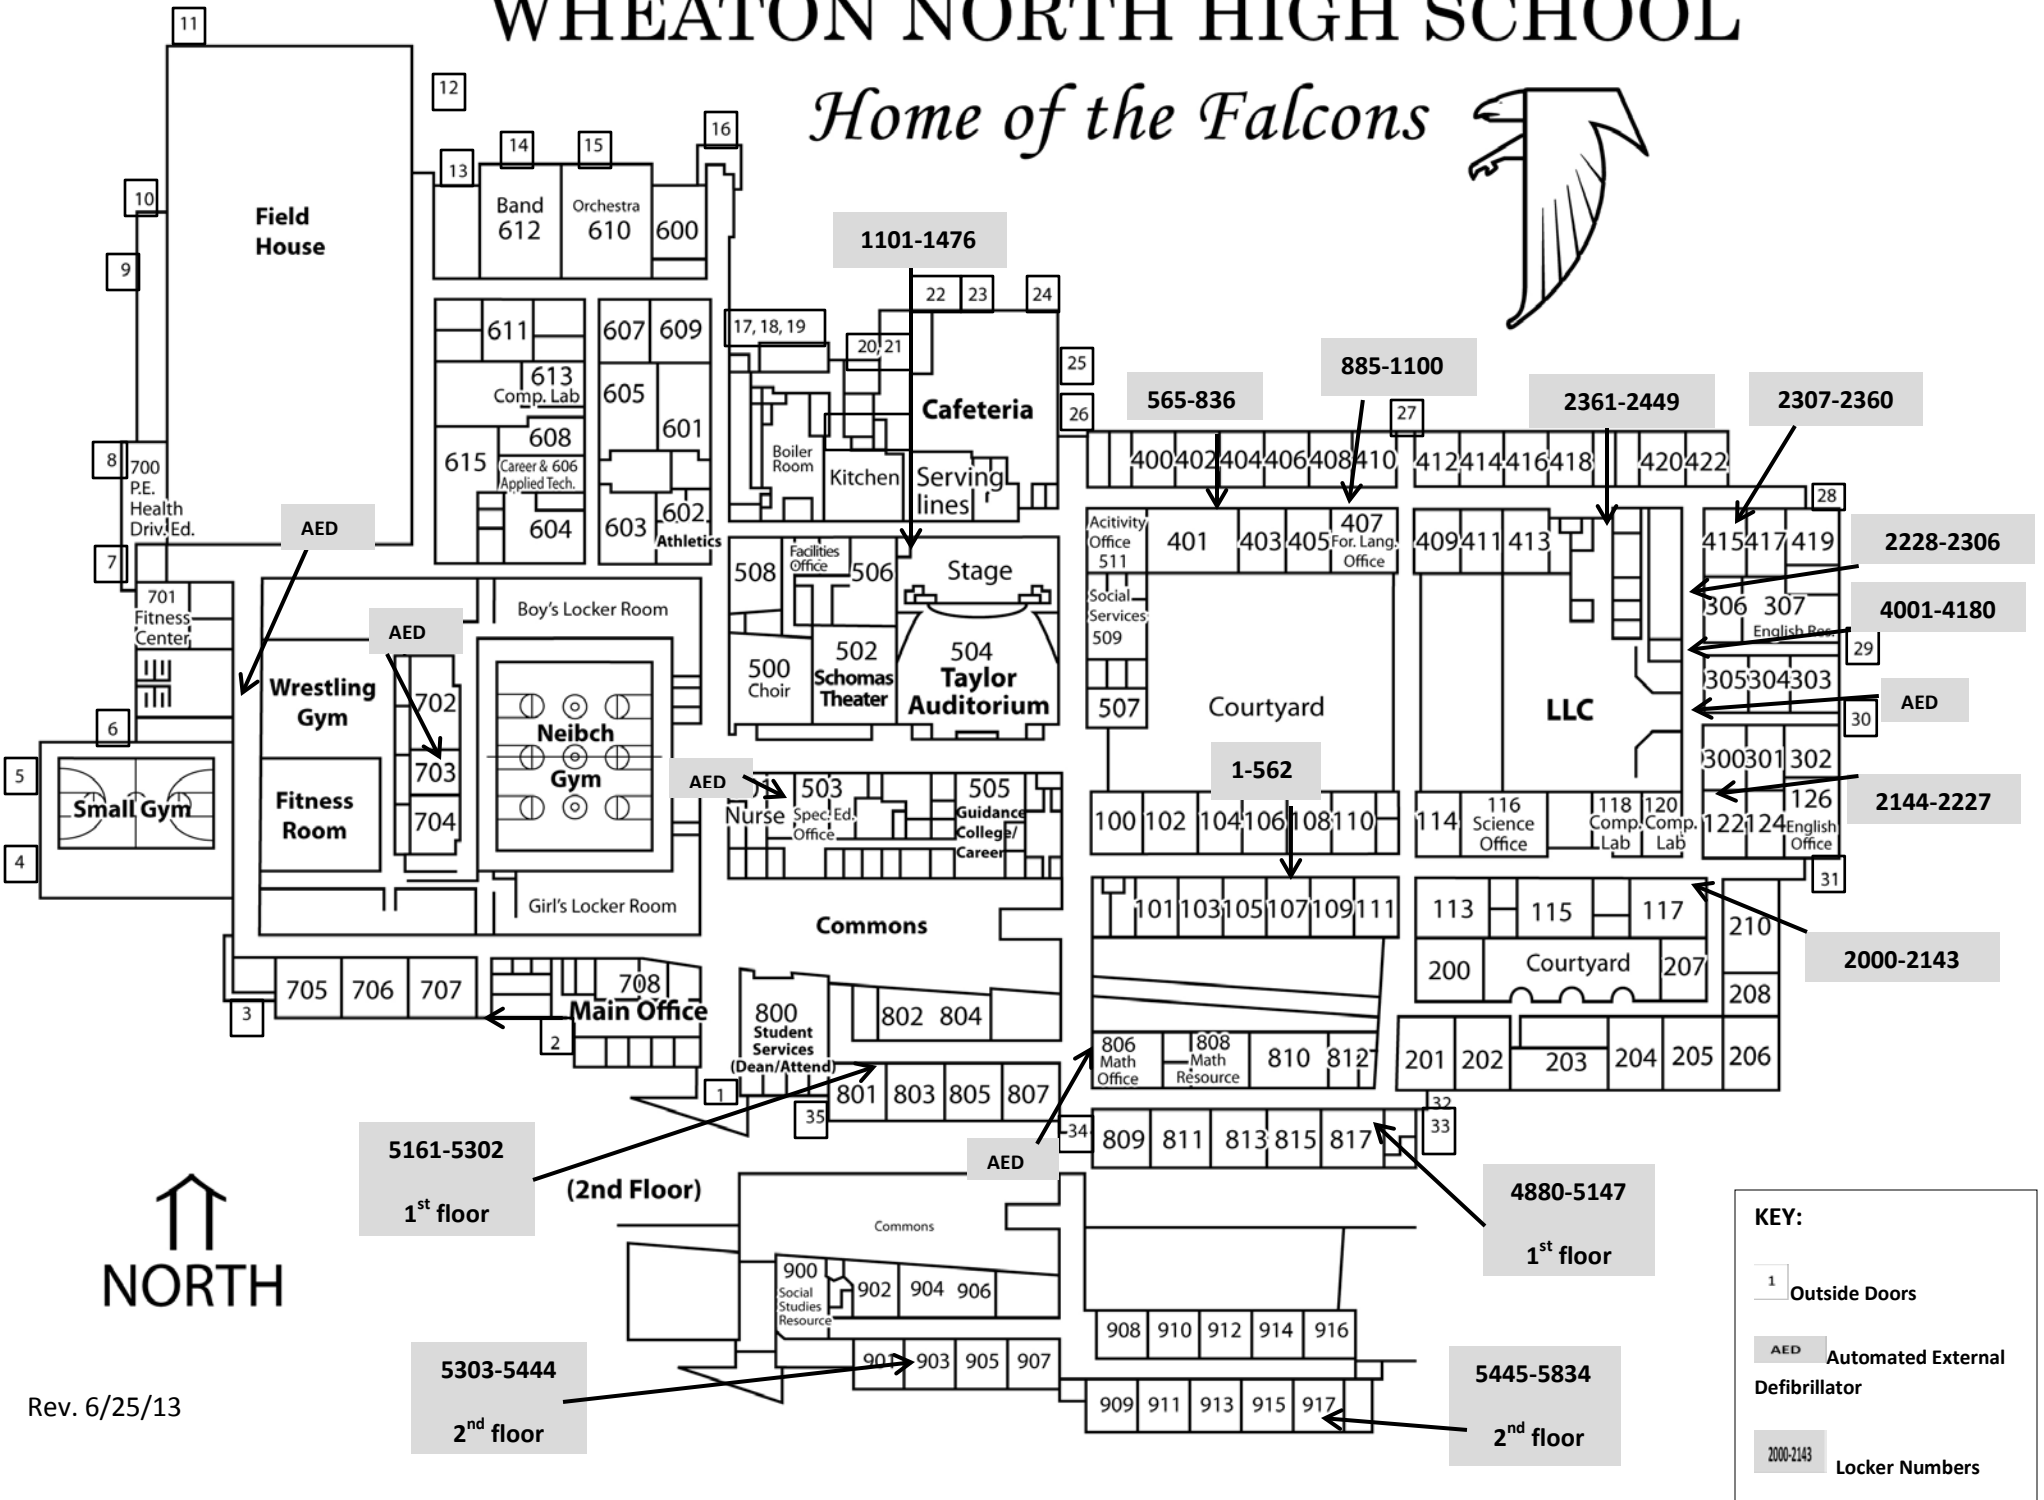 WHEATON NORTH HIGH SCHOOL
Home of the Falcons
11
12
16
14
15
13
10
9
Field
House
Band
612
Orchestra
610
600
1101-1476
22
23
24
17, 18, 19
20, 21
25
26
611
607
609
613
Comp. Lab
605
601
608
615
Career & 606
Applied Tech.
604
603
602
Athletics
Boiler
Room
Kitchen
Cafeteria
Serving
lines
565-836
885-1100
27
2361-2449
2307-2360
400
402
404
406
408
410
412
414
416
418
420
422
28
8
700
P.E.
Health
Driv. Ed.
7
AED
701
Fitness
Center
AED
Boy's Locker Room
508
Facilities
Office
506
Stage
Acitivity
Office
511
401
403
405
407
For. Lang.
Office
409
411
413
415
417
419
2228-2306
4001-4180
306
307
English Res.
29
305
304
303
AED
30
300
301
302
2144-2227
Social
Services
509
507
Courtyard
LLC
1-562
500
Choir
502
Schomas
Theater
504
Taylor
Auditorium
Wrestling
Gym
702
703
704
Neibch
Gym
Fitness
Room
6
5
4
Small Gym
AED
Nurse
503
Spec. Ed.
Office
505
Guidance
College/
Career
100
102
104
106
108
110
114
116
Science
Office
118
Comp.
Lab
120
Comp.
Lab
122
124
126
English
Office
31
Girl's Locker Room
Commons
101
103
105
107
109
111
113
115
117
210
2000-2143
200
Courtyard
207
208
705
706
707
708
Main Office
3
2
1
800
Student
Services
(Dean/Attend)
802
804
806
Math
Office
808
Math
Resource
810
812
201
202
203
204
205
206
801
803
805
807
35
34
809
811
813
815
817
32
33
AED
5161-5302
1st floor
4880-5147
1st floor
(2nd Floor)
Commons
900
Social
Studies
Resource
902
904
906
901
903
905
907
908
910
912
914
916
909
911
913
915
917
5303-5444
2nd floor
5445-5834
2nd floor
NORTH
Rev. 6/25/13
KEY:
1
Outside Doors
AED
Automated External
Defibrillator
2000-2143
Locker Numbers